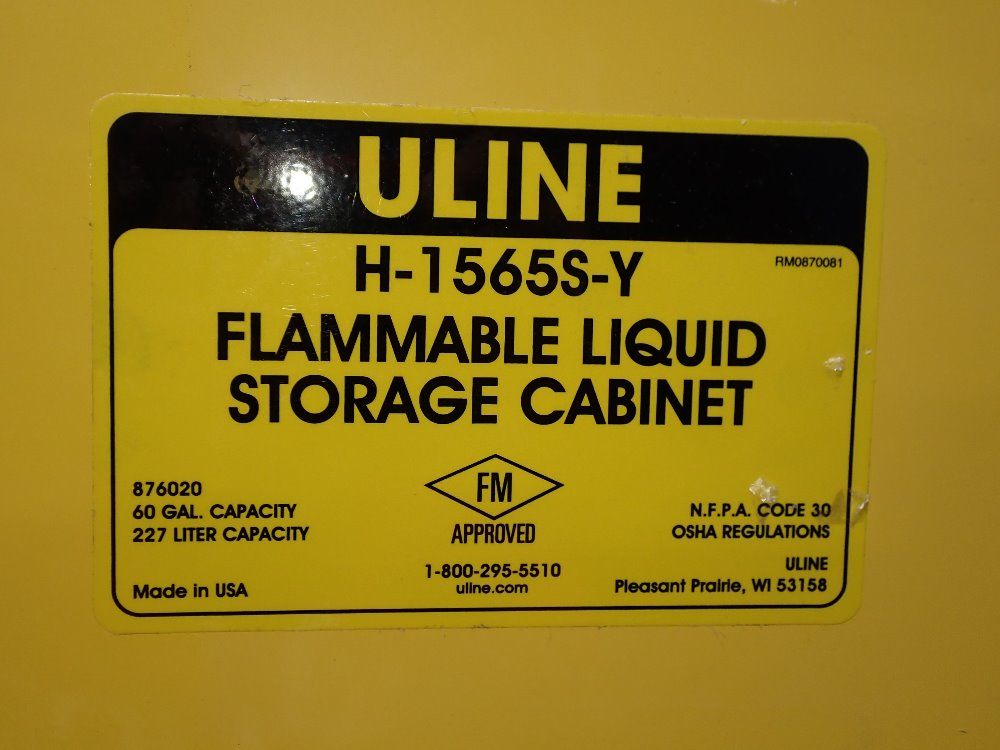 ULINE
H-1565S-Y
RM0870081
FLAMMABLE LIQUID
STORAGE CABINET
876020
60 GAL. CAPACITY
227 LITER CAPACITY
Made in USA
FM
APPROVED
1-800-295-5510
uline.com
N.F.P.A. CODE 30
OSHA REGULATIONS
ULINE
Pleasant Prairie, WI 53158